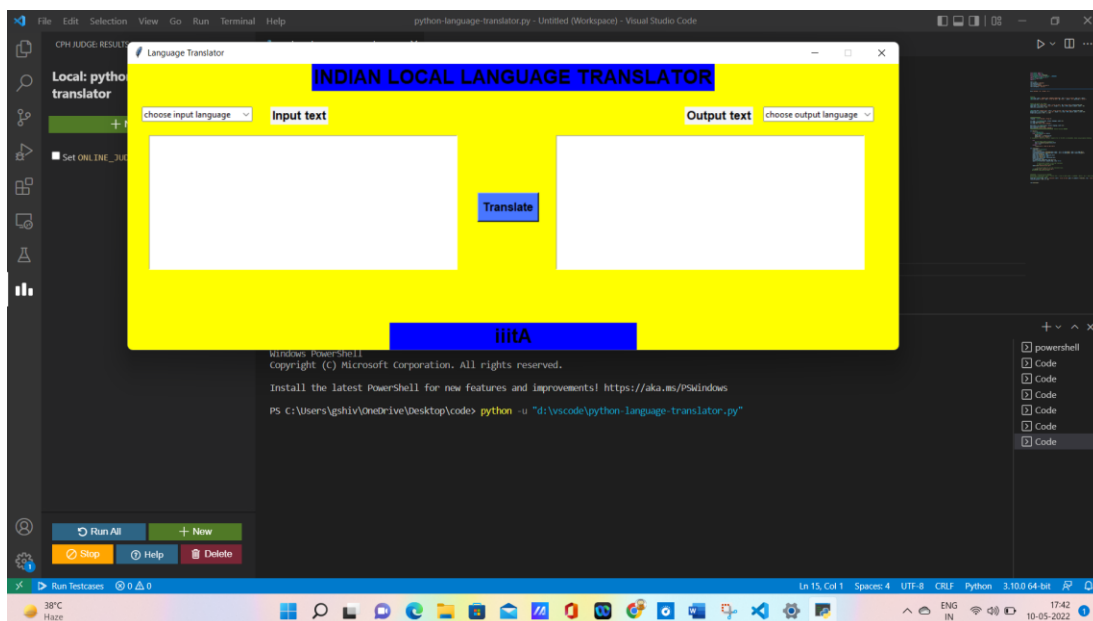 File Edit Selection View Go Run Terminal Help
python-language-translator.py - Untitled (Workspace) - Visual Studio Code
CPH JUDGE: RESULTS
Local: pytho
translator
Set ONLINE_JUD
Language Translator
INDIAN LOCAL LANGUAGE TRANSLATOR
choose input language
Input text
Output text
choose output language
Translate
iiitA
Windows PowerShell
Copyright (C) Microsoft Corporation. All rights reserved.
Install the latest PowerShell for new features and improvements! https://aka.ms/PSWindows
PS C:\Users\gshiv\OneDrive\Desktop\code> python -u "d:\vscode\python-language-translator.py"
powershell
Code
Code
Code
Code
Code
Code
Run All
New
Stop
Help
Delete
Run Testcases 0 0
Ln 15, Col 1 Spaces: 4 UTF-8 CRLF Python 3.10.0 64-bit
38°C
Haze
ENG
IN
17:42
10-05-2022
1